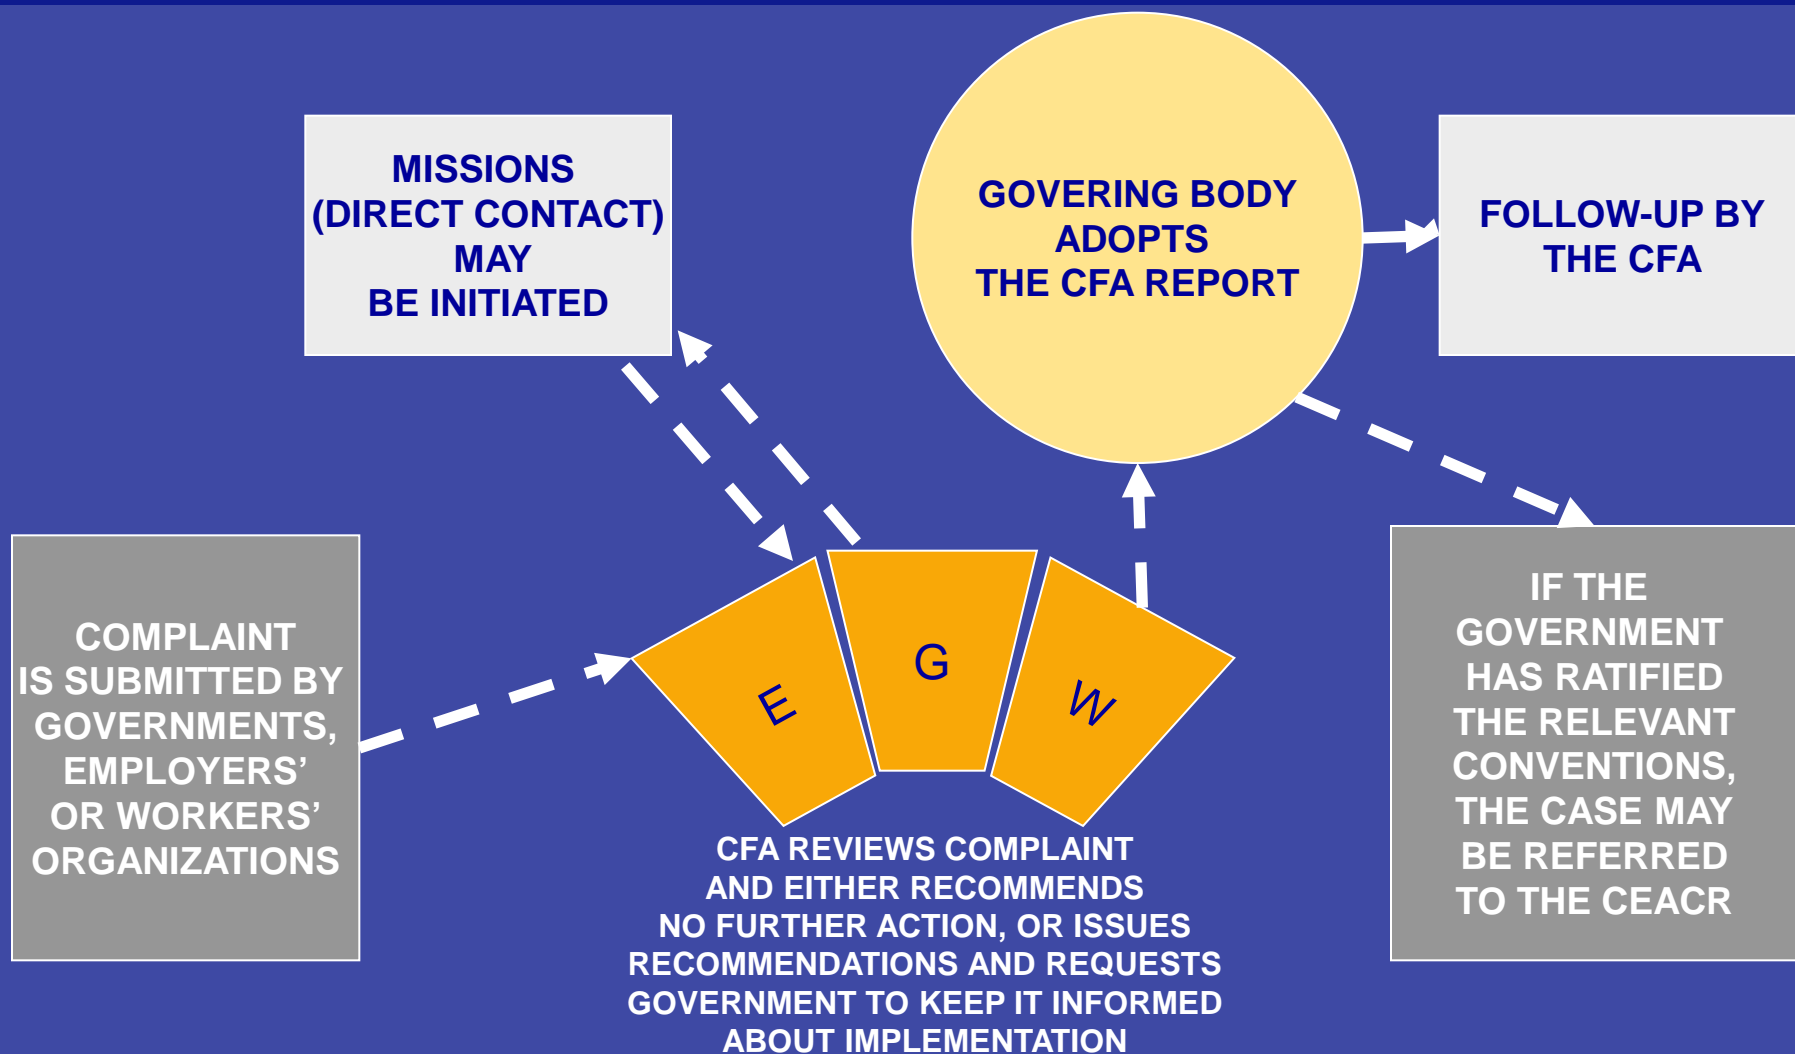 MISSIONS
(DIRECT CONTACT)
MAY
BE INITIATED
GOVERING BODY
ADOPTS
THE CFA REPORT
FOLLOW-UP BY
THE CFA
COMPLAINT
IS SUBMITTED BY
GOVERNMENTS,
EMPLOYERS’
OR WORKERS’
ORGANIZATIONS
E
G
W
CFA REVIEWS COMPLAINT
AND EITHER RECOMMENDS
NO FURTHER ACTION, OR ISSUES
RECOMMENDATIONS AND REQUESTS
GOVERNMENT TO KEEP IT INFORMED
ABOUT IMPLEMENTATION
IF THE
GOVERNMENT
HAS RATIFIED
THE RELEVANT
CONVENTIONS,
THE CASE MAY
BE REFERRED
TO THE CEACR